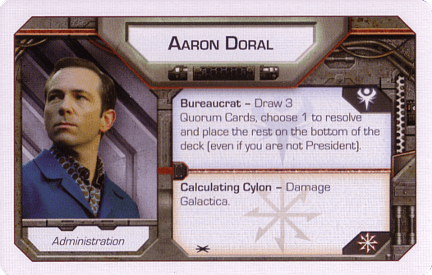 AARON DORAL
Bureaucrat – Draw 3
Quorum Cards, choose 1 to resolve
and place the rest on the bottom of the
deck (even if you are not President).
Calculating Cylon – Damage
Galactica.
Administration